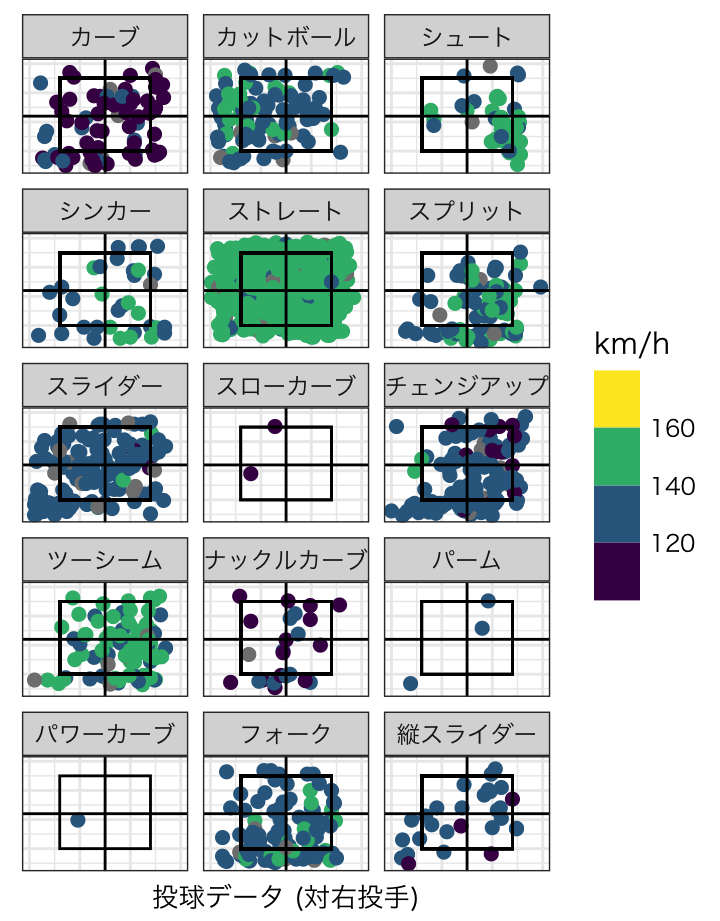 カーブ
カットボール
シュート
シンカー
ストレート
スプリット
スライダー
スローカーブ
チェンジアップ
ツーシーム
ナックルカーブ
パーム
パワーカーブ
フォーク
縦スライダー
km/h
160
140
120
投球データ (対右投手)